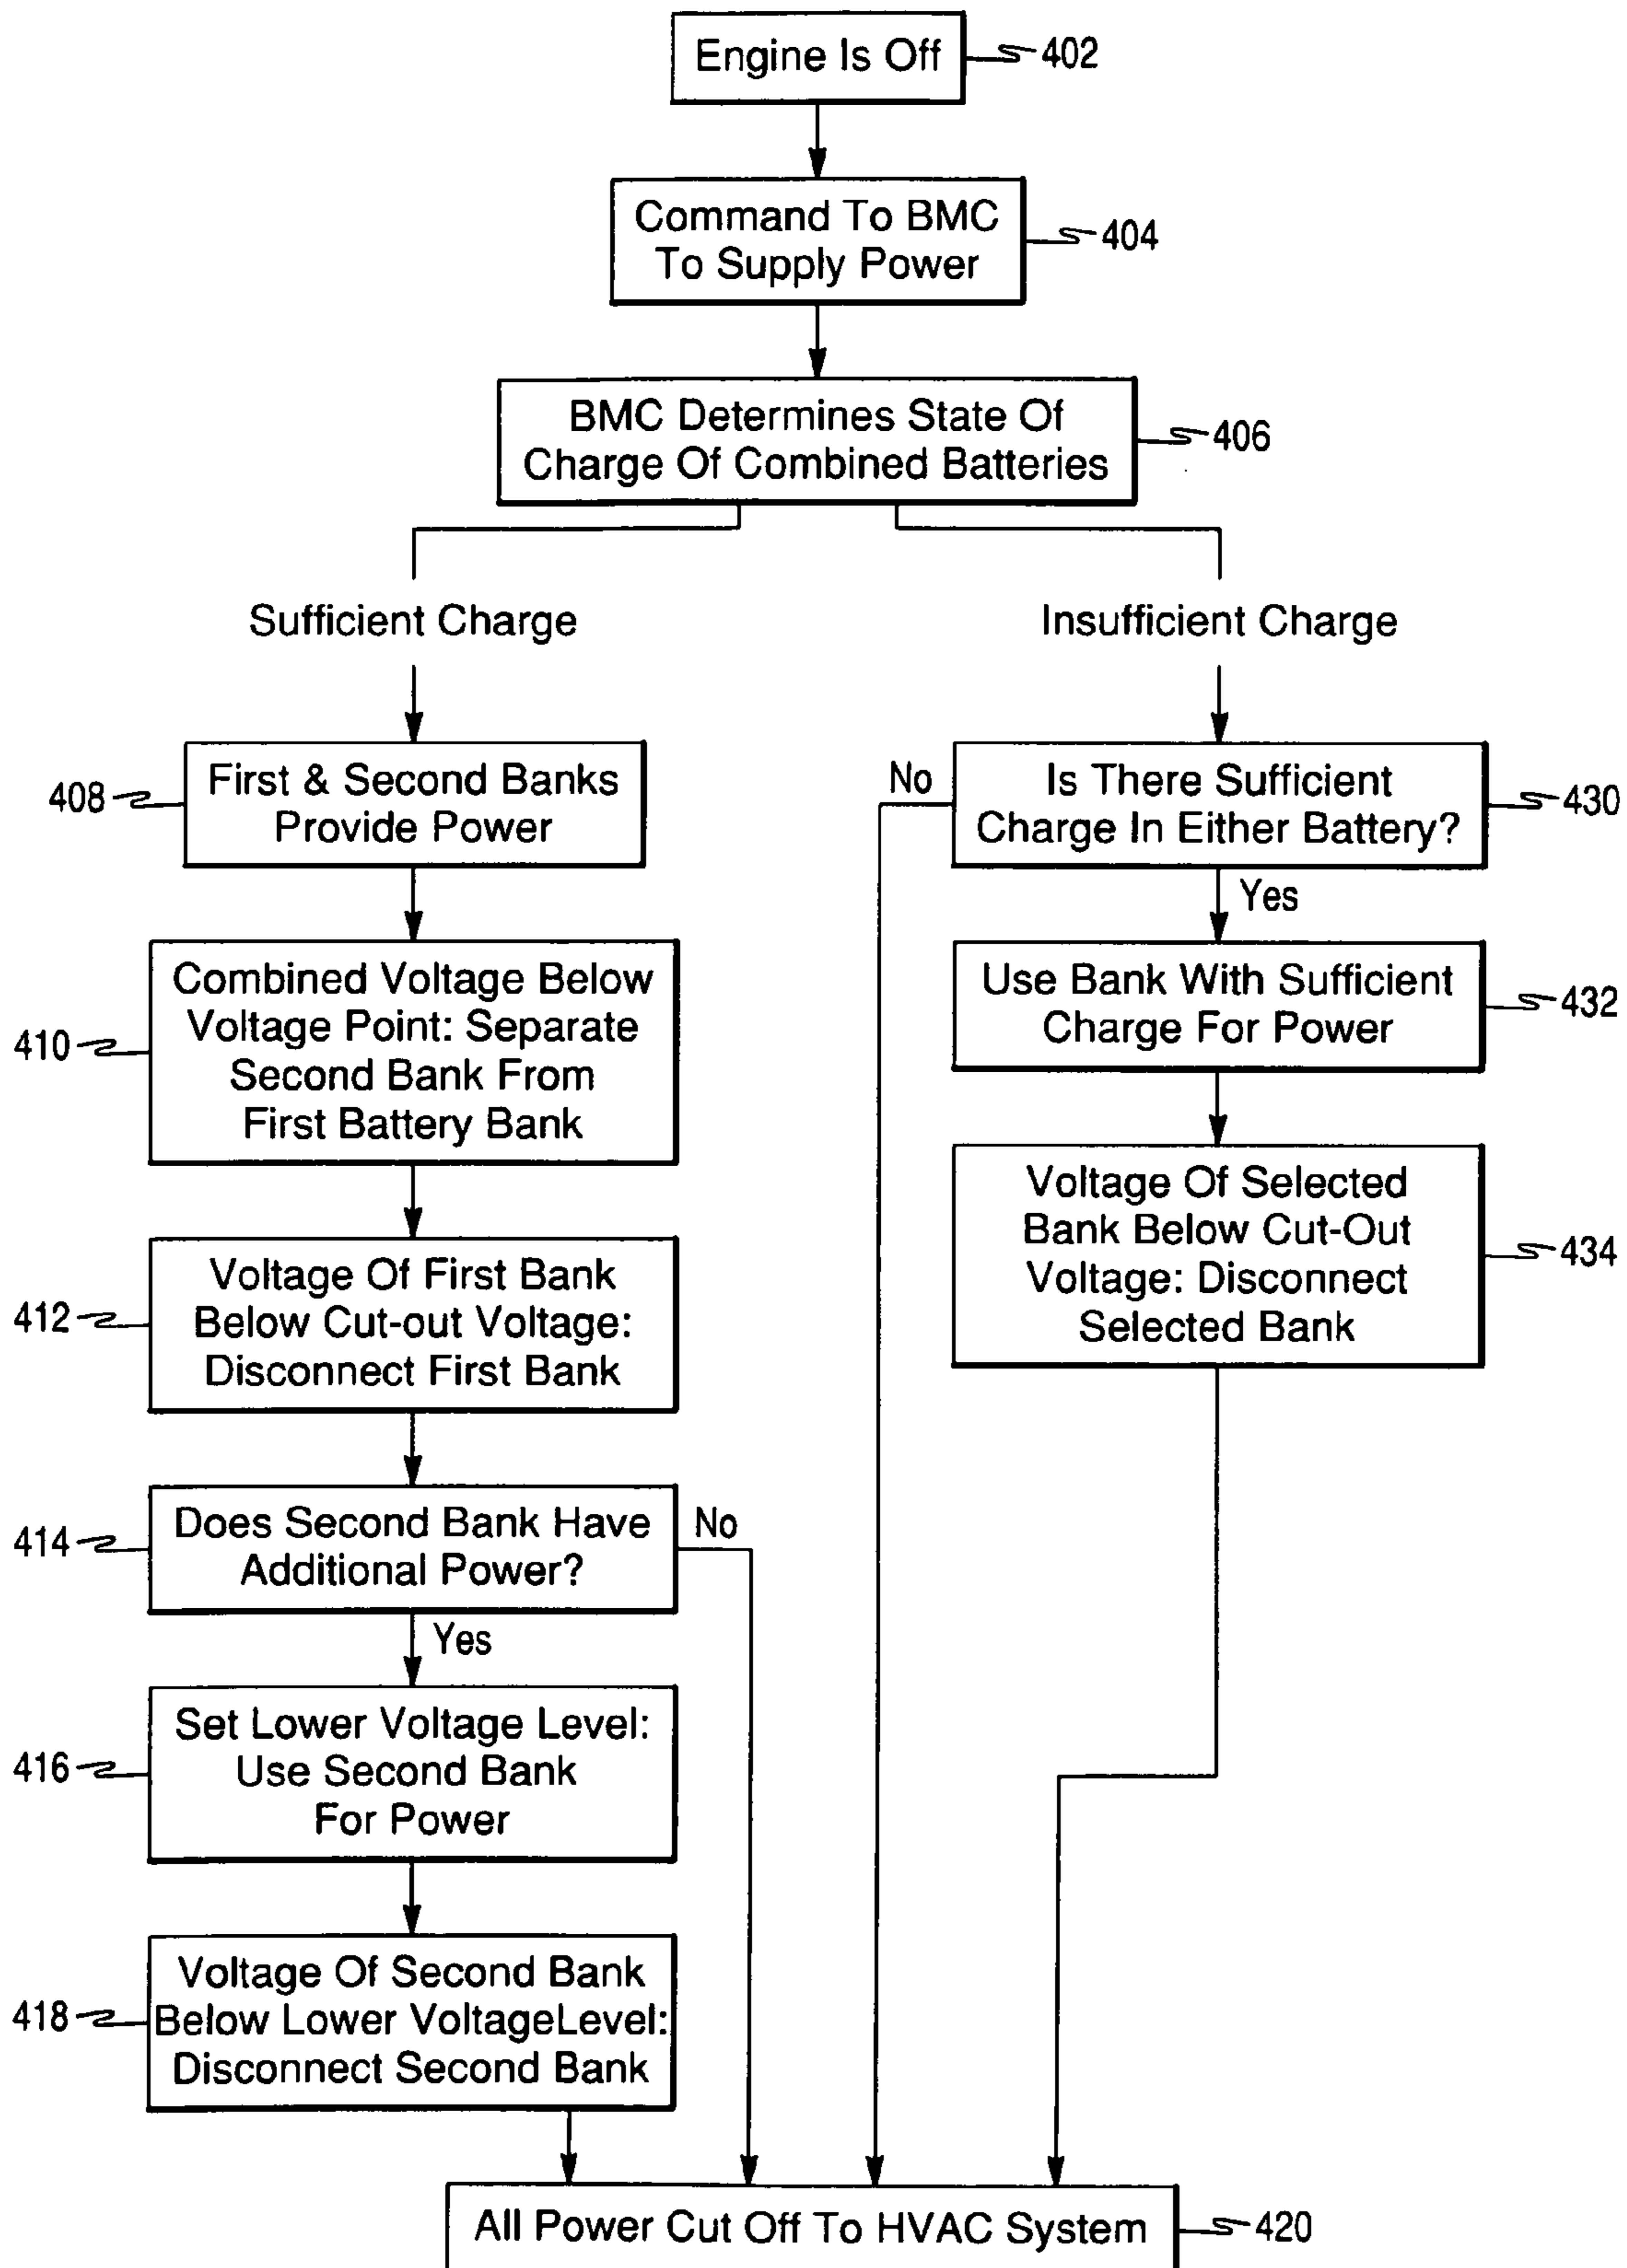 Engine Is Off
402
Command To BMC
To Supply Power
404
BMC Determines State Of
Charge Of Combined Batteries
406
Sufficient Charge
Insufficient Charge
408
First & Second Banks
Provide Power
No
Is There Sufficient
Charge In Either Battery?
430
Yes
410
Combined Voltage Below
Voltage Point: Separate
Second Bank From
First Battery Bank
Use Bank With Sufficient
Charge For Power
432
412
Voltage Of First Bank
Below Cut-out Voltage:
Disconnect First Bank
Voltage Of Selected
Bank Below Cut-Out
Voltage: Disconnect
Selected Bank
434
414
Does Second Bank Have
Additional Power?
No
Yes
416
Set Lower Voltage Level:
Use Second Bank
For Power
418
Voltage Of Second Bank
Below Lower VoltageLevel:
Disconnect Second Bank
All Power Cut Off To HVAC System
420